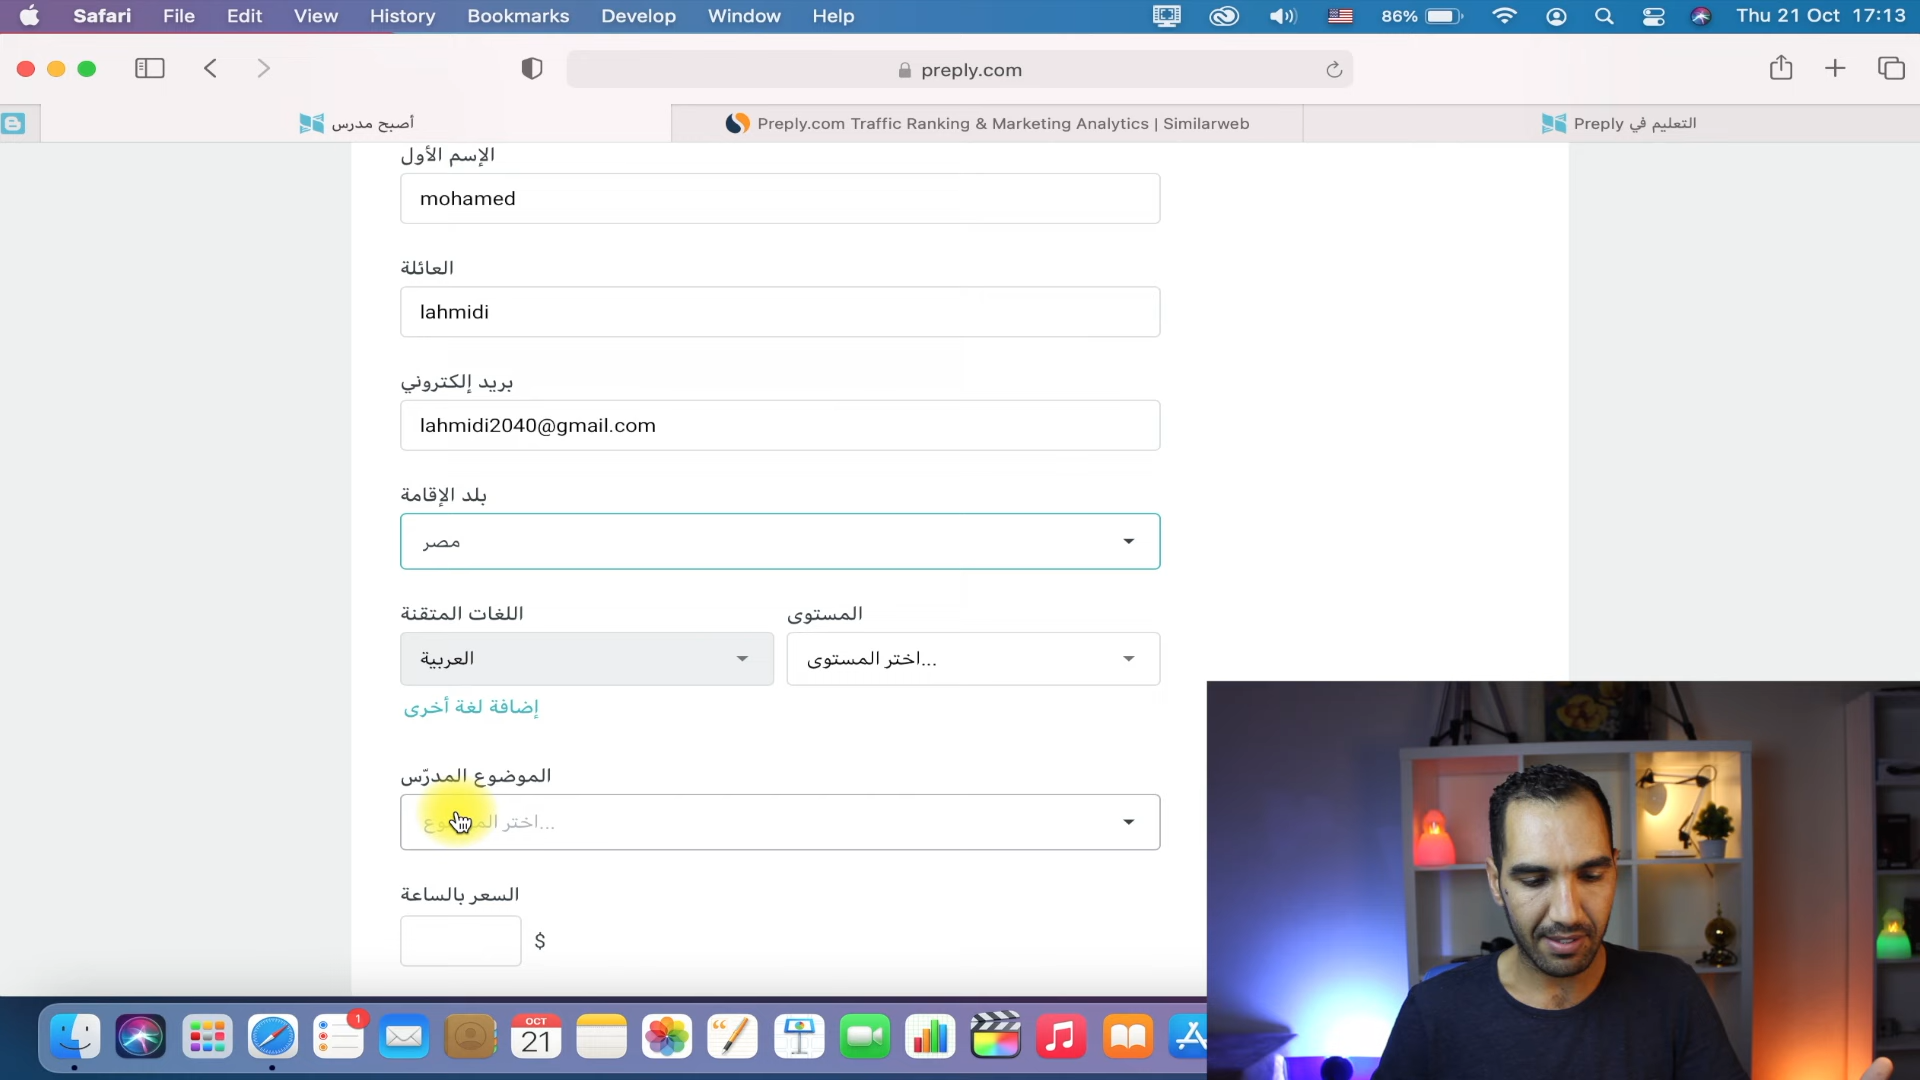 Safari File Edit View History Bookmarks Develop Window Help 86% Thu 21 Oct 17:13
preply.com
أصبح مدرس
Preply.com Traffic Ranking & Marketing Analytics | Similarweb
التعليم في Preply
الإسم الأول
mohamed
العائلة
lahmidi
بريد إلكتروني
lahmidi2040@gmail.com
بلد الإقامة
مصر
اللغات المتقنة
المستوى
العربية
اختر المستوى...
إضافة لغة أخرى
الموضوع المدرّس
اختر الموضوع...
السعر بالساعة
$
1
OCT
21